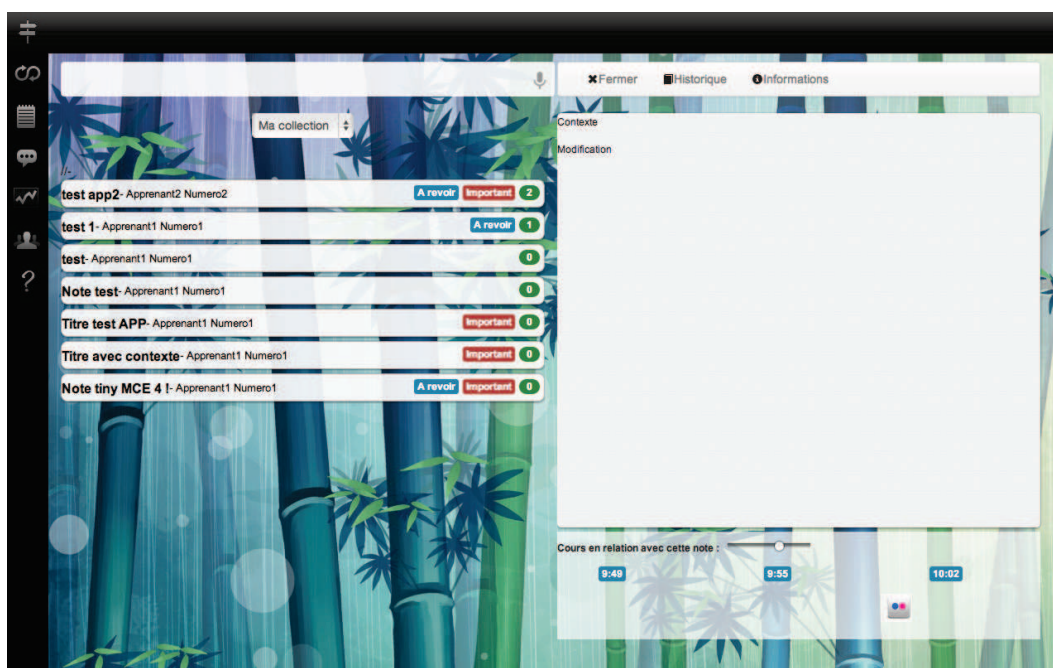 Fermer Historique Informations
Ma collection
//-
test app2- Apprenant2 Numero2 A revoir Important 2
test 1- Apprenant1 Numero1 A revoir 1
test- Apprenant1 Numero1 0
Note test- Apprenant1 Numero1 0
Titre test APP- Apprenant1 Numero1 Important 0
Titre avec contexte- Apprenant1 Numero1 Important 0
Note tiny MCE 4 !- Apprenant1 Numero1 A revoir Important 0
Contexte
Modification
Cours en relation avec cette note :
9:49 9:55 10:02